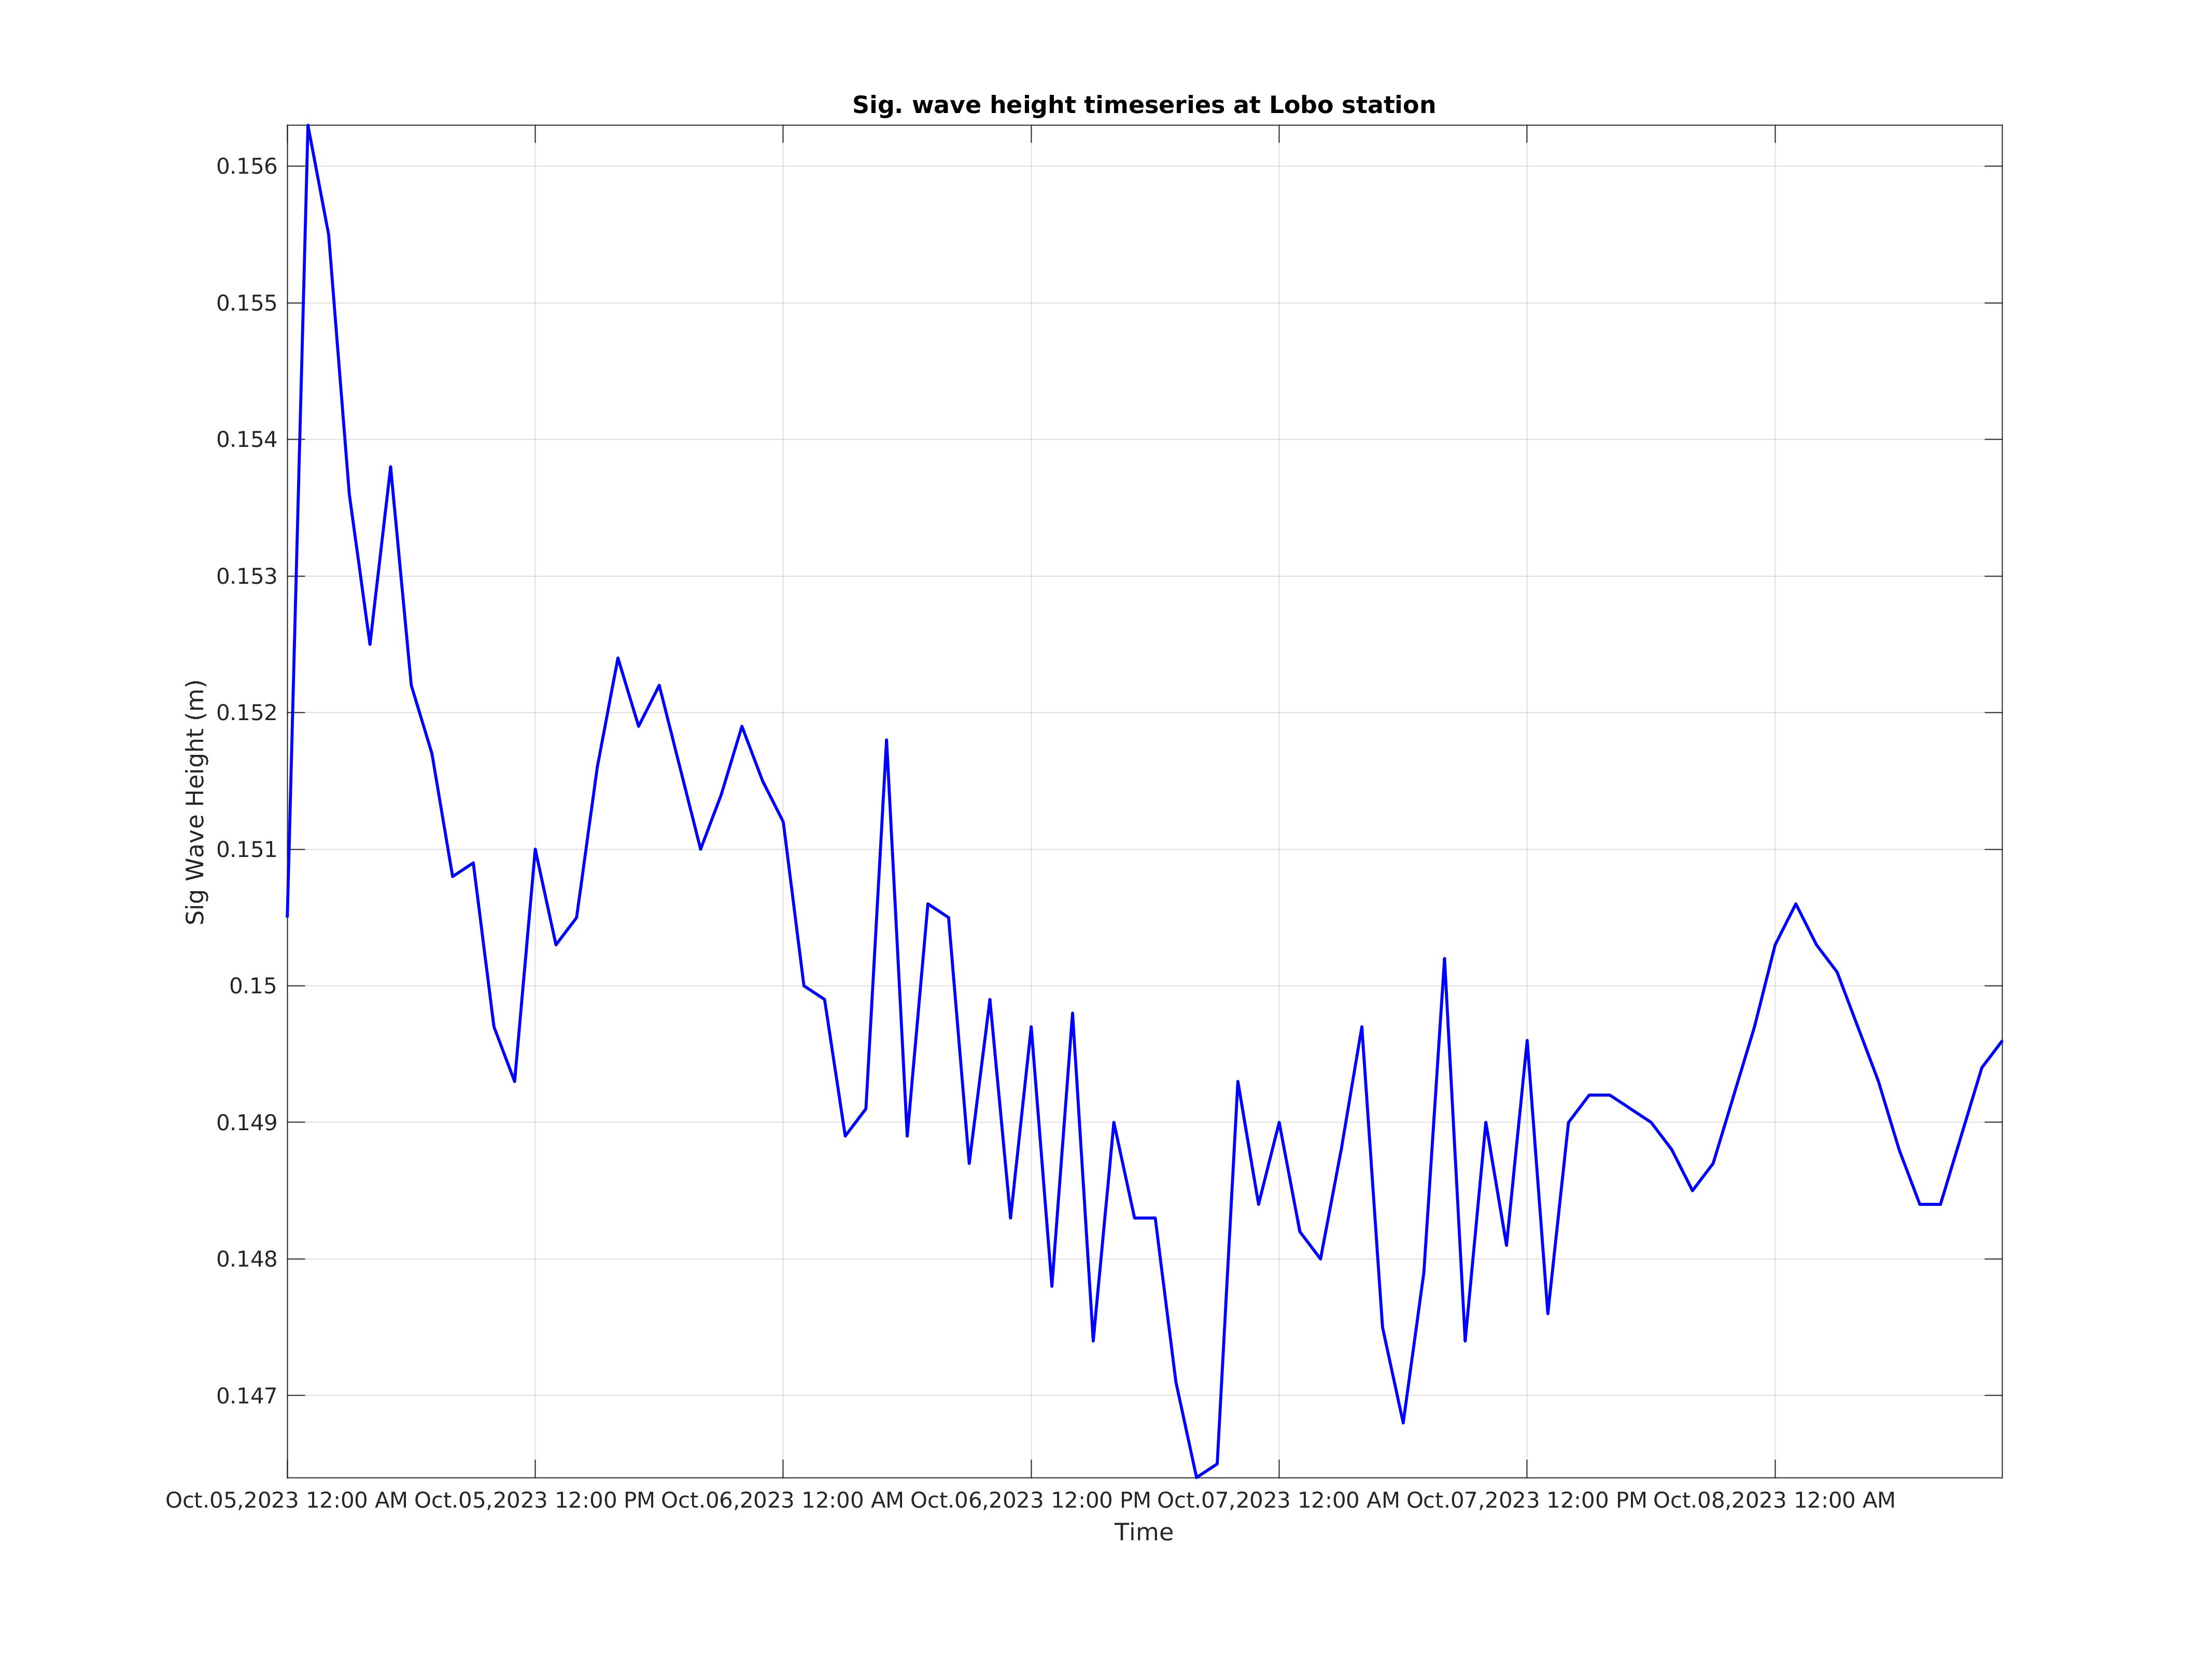 Sig. wave height timeseries at Lobo station
0.156
0.155
0.154
0.153
0.152
0.151
0.15
0.149
0.148
0.147
Sig Wave Height (m)
Oct.05,2023 12:00 AM Oct.05,2023 12:00 PM Oct.06,2023 12:00 AM Oct.06,2023 12:00 PM Oct.07,2023 12:00 AM Oct.07,2023 12:00 PM Oct.08,2023 12:00 AM
Time